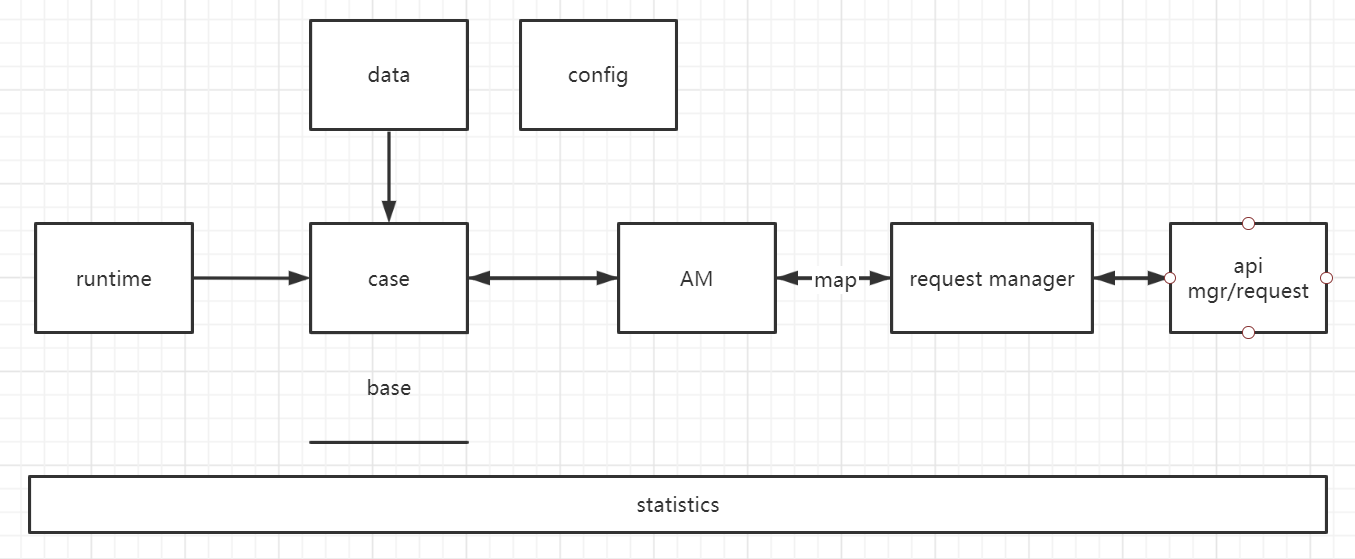 data
config
runtime
case
AM
map
request manager
api
mgr/request
base
statistics